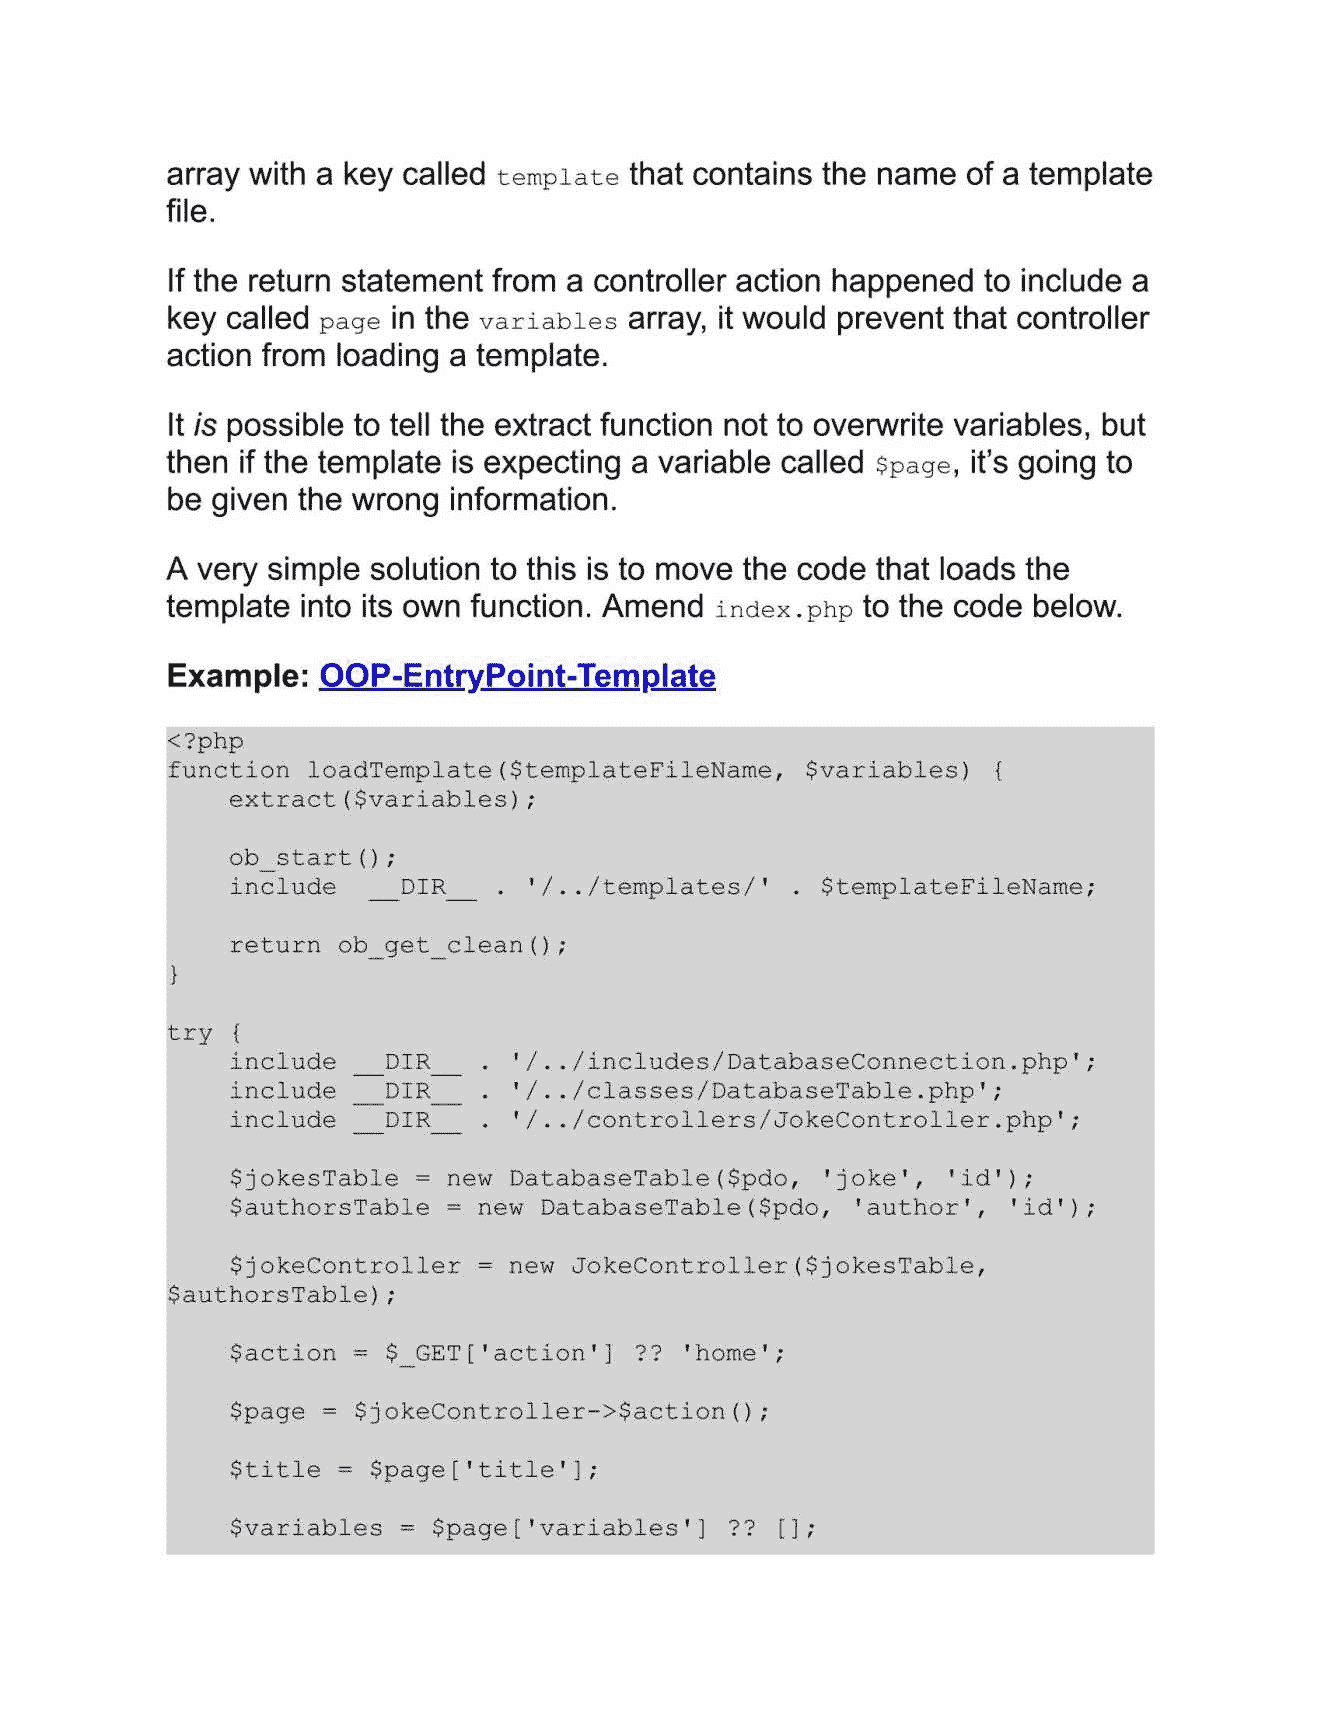 array with a key called template that contains the name of a template
file.
If the return statement from a controller action happened to include a
key called page in the variables array, it would prevent that controller
action from loading a template.
It is possible to tell the extract function not to overwrite variables, but
then if the template is expecting a variable called $page, it’s going to
be given the wrong information.
A very simple solution to this is to move the code that loads the
template into its own function. Amend index.php to the code below.
Example: OOP-EntryPoint-Template
<?php
function loadTemplate($templateFileName, $variables) {
    extract($variables);
    ob_start();
    include  __DIR__ . '/../templates/' . $templateFileName;
    return ob_get_clean();
}
try {
    include __DIR__ . '/../includes/DatabaseConnection.php';
    include __DIR__ . '/../classes/DatabaseTable.php';
    include __DIR__ . '/../controllers/JokeController.php';
    $jokesTable = new DatabaseTable($pdo, 'joke', 'id');
    $authorsTable = new DatabaseTable($pdo, 'author', 'id');
    $jokeController = new JokeController($jokesTable,
$authorsTable);
    $action = $_GET['action'] ?? 'home';
    $page = $jokeController->$action();
    $title = $page['title'];
    $variables = $page['variables'] ?? [];